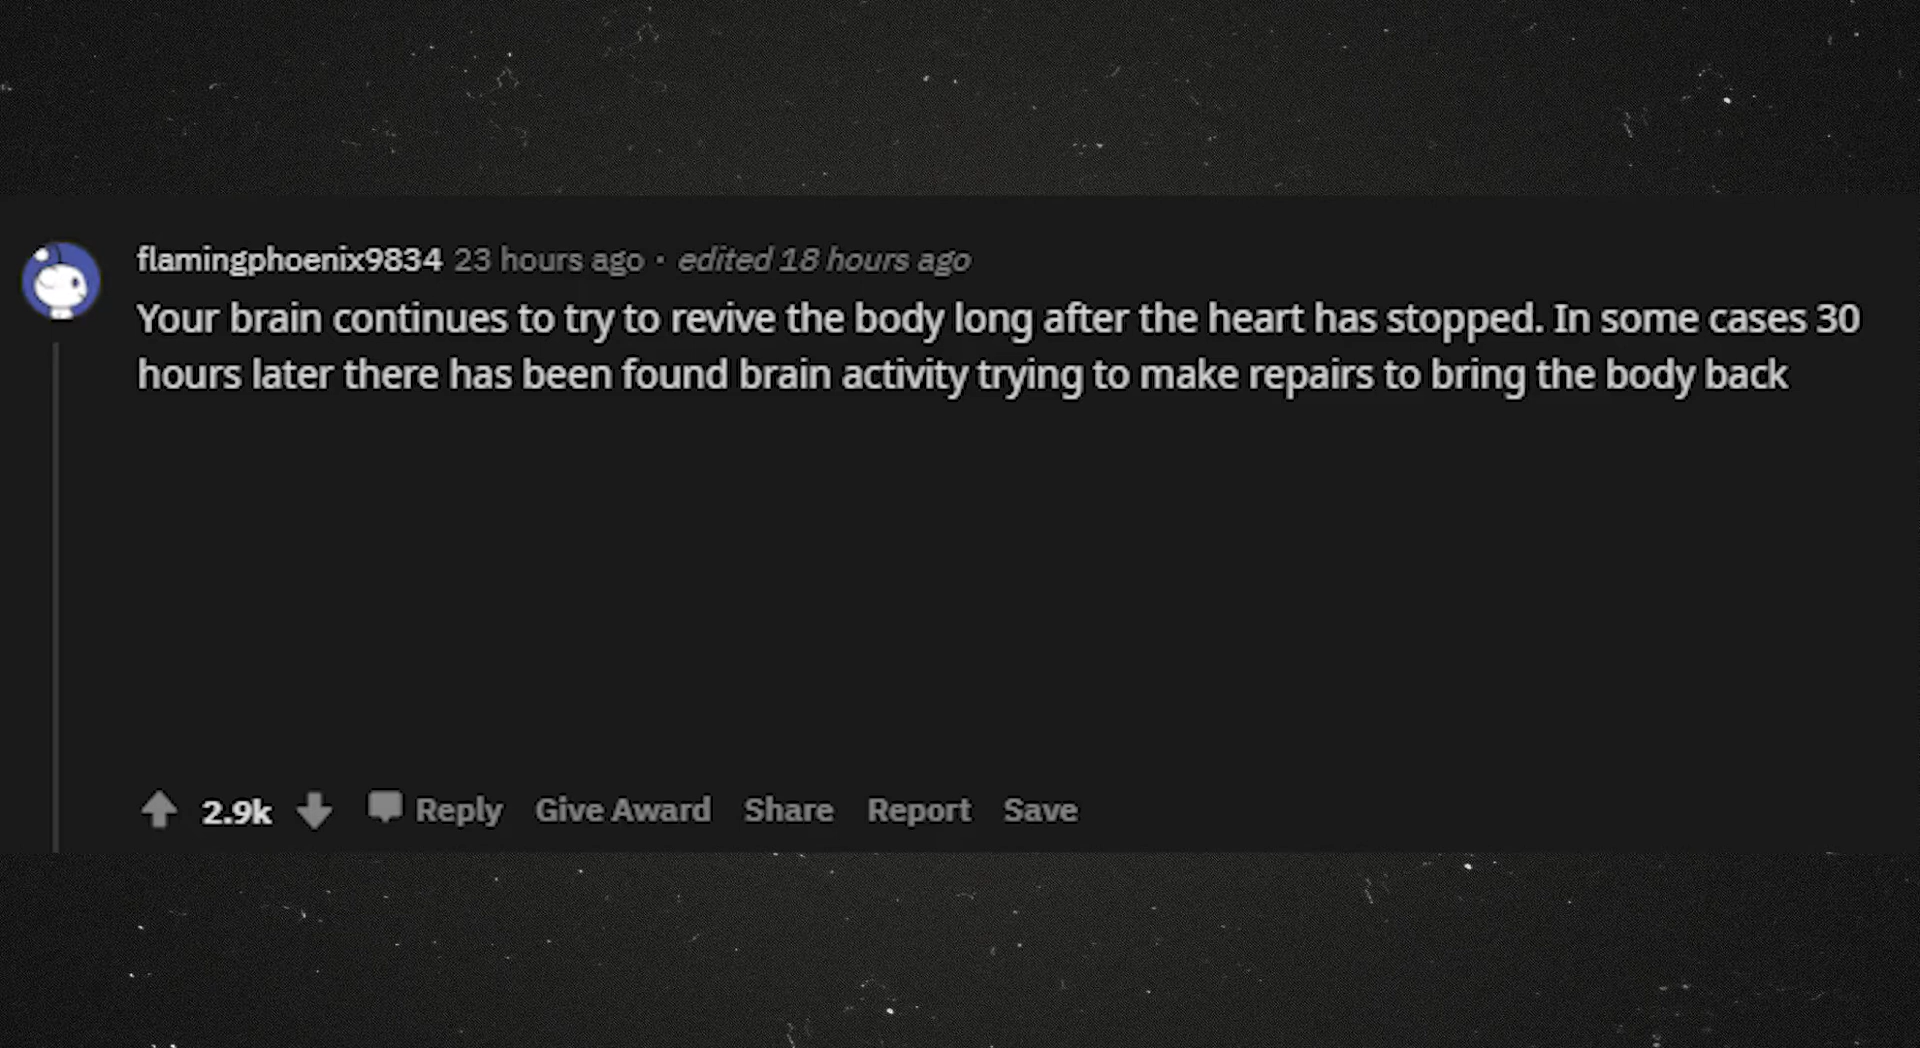 flamingphoenix9834 23 hours ago · edited 18 hours ago
Your brain continues to try to revive the body long after the heart has stopped. In some cases 30
hours later there has been found brain activity trying to make repairs to bring the body back
2.9k Reply Give Award Share Report Save